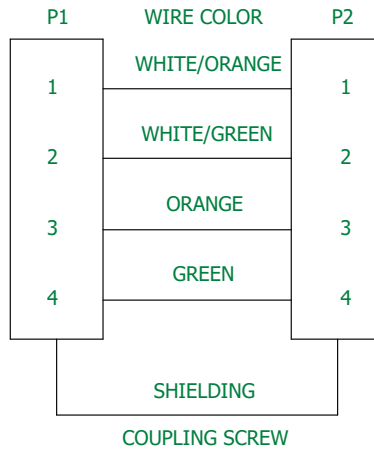 P1 WIRE COLOR P2
WHITE/ORANGE
1 1
WHITE/GREEN
2 2
ORANGE
3 3
GREEN
4 4
SHIELDING
COUPLING SCREW